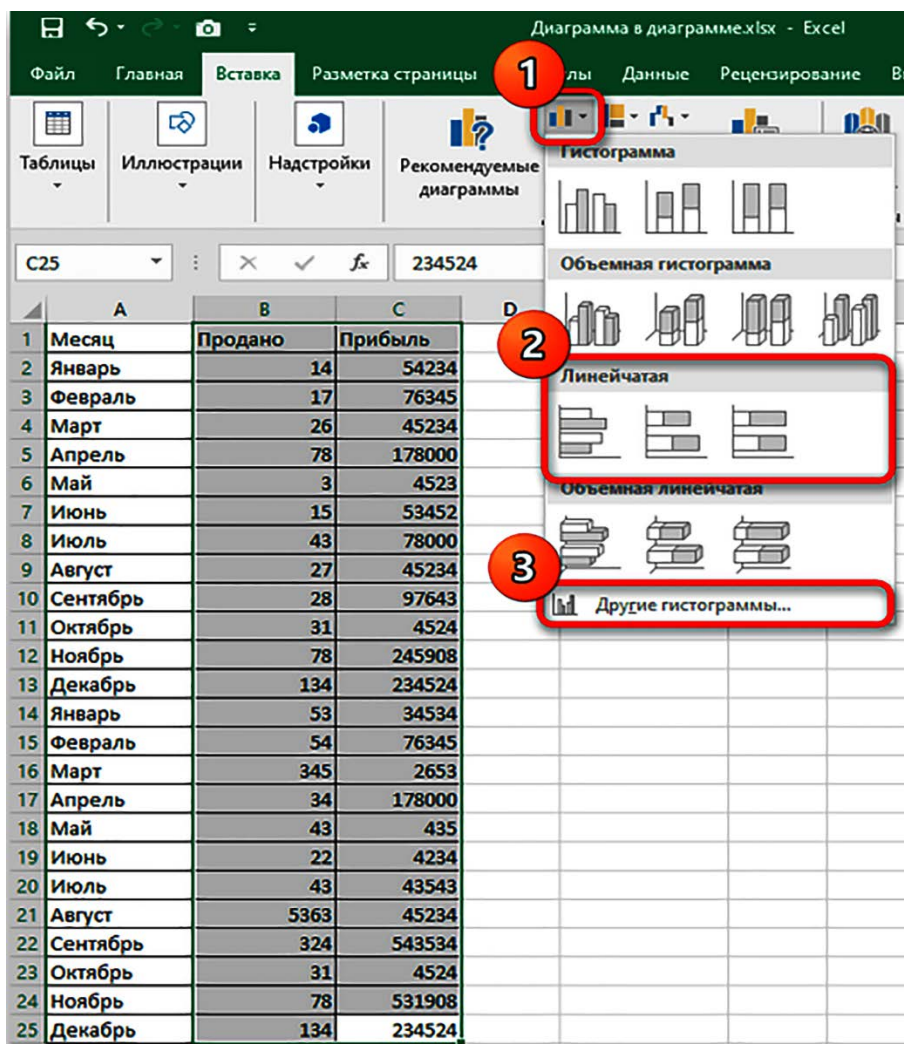 Диаграмма в диаграмме.xlsx - Excel
Файл Главная Вставка Разметка страницы лы Данные Рецензирование В
1
Таблицы Иллюстрации Надстройки Рекомендуемые диаграммы
Гистограмма
C25 fx 234524
Объемная гистограмма
A B C D
2
Линейчатая
Объемная линейчатая
3
Другие гистограммы...
1 Месяц Продано Прибыль
2 Январь 14 54234
3 Февраль 17 76345
4 Март 26 45234
5 Апрель 78 178000
6 Май 3 4523
7 Июнь 15 53452
8 Июль 43 78000
9 Август 27 45234
10 Сентябрь 28 97643
11 Октябрь 31 4524
12 Ноябрь 78 245908
13 Декабрь 134 234524
14 Январь 53 34534
15 Февраль 54 76345
16 Март 345 2653
17 Апрель 34 178000
18 Май 43 435
19 Июнь 22 4234
20 Июль 43 43543
21 Август 5363 45234
22 Сентябрь 324 543534
23 Октябрь 31 4524
24 Ноябрь 78 531908
25 Декабрь 134 234524